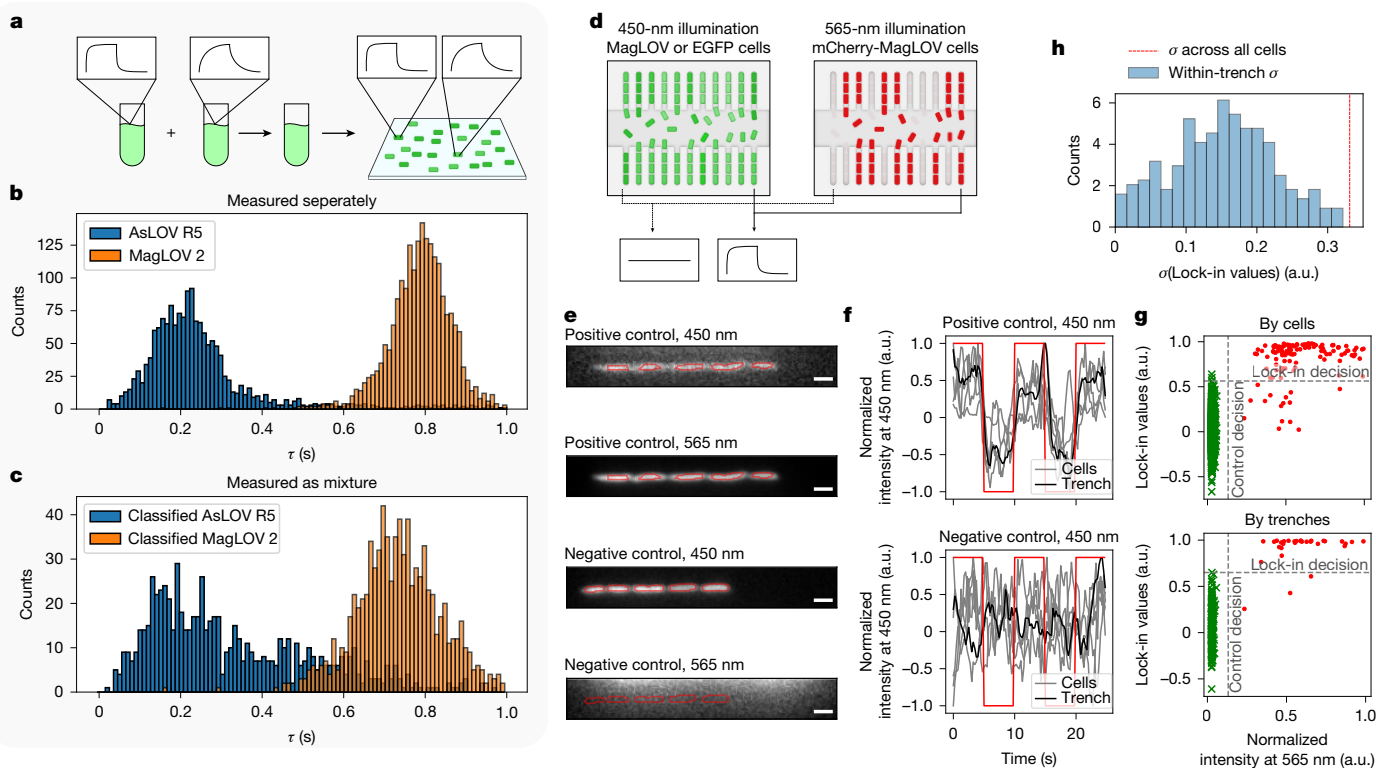 a
+
b
Measured seperately
AsLOV R5
MagLOV 2
Counts
125
100
75
50
25
0
0
0.2
0.4
0.6
0.8
1.0
τ (s)
c
Measured as mixture
Classified AsLOV R5
Classified MagLOV 2
Counts
40
30
20
10
0
0
0.2
0.4
0.6
0.8
1.0
τ (s)
d
450-nm illumination
MagLOV or EGFP cells
565-nm illumination
mCherry-MagLOV cells
e
Positive control, 450 nm
Positive control, 565 nm
Negative control, 450 nm
Negative control, 565 nm
f
Positive control, 450 nm
Normalized
intensity at 450 nm (a.u.)
1.0
0.5
0
−0.5
−1.0
Cells
Trench
Negative control, 450 nm
Normalized
intensity at 450 nm (a.u.)
1.0
0.5
0
−0.5
−1.0
Cells
Trench
0
10
20
Time (s)
g
By cells
Lock-in values (a.u.)
1.0
0.5
0
−0.5
Lock-in decision
Control decision
By trenches
Lock-in values (a.u.)
1.0
0.5
0
−0.5
Lock-in decision
Control decision
0
0.5
1.0
Normalized
intensity at 565 nm (a.u.)
h
σ across all cells
Within-trench σ
Counts
6
4
2
0
0
0.1
0.2
0.3
σ(Lock-in values) (a.u.)